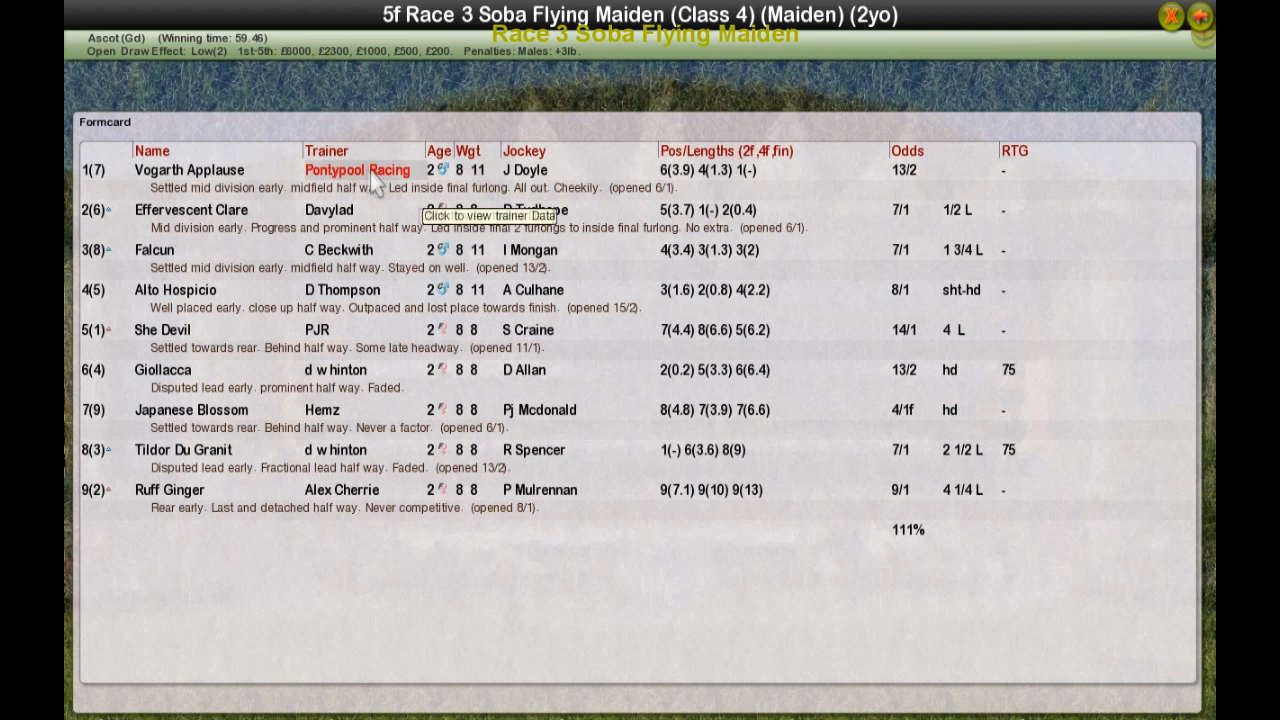 5f Race 3 Soba Flying Maiden (Class 4) (Maiden) (2yo)
Race 3 Soba Flying Maiden
Ascot (Gd) (Winning time: 59.46)
Open Draw Effect: Low(2) 1st-5th: £6000, £2300, £1000, £500, £200. Penalties: Males: +3lb.
Formcard
Name Trainer Age Wgt Jockey Pos/Lengths (2f,4f,fin) Odds RTG
1(7) Vogarth Applause Pontypool Racing 2 8 11 J Doyle 6(3.9) 4(1.3) 1(-) 13/2 -
Settled mid division early. midfield half Led inside final furlong. All out. Cheekily. (opened 6/1).
2(6) Effervescent Clare Davylad 7/1 1/2 L - 5(3.7) 1(-) 2(0.4)
Click to view trainer Data
Mid division early. Progress and prominent half way. Led inside final 2 furlongs to inside final furlong. No extra. (opened 6/1).
3(8) Falcun C Beckwith 2 8 11 I Mongan 4(3.4) 3(1.3) 3(2) 7/1 1 3/4 L -
Settled mid division early. midfield half way. Stayed on well. (opened 13/2).
4(5) Alto Hospicio D Thompson 2 8 11 A Culhane 3(1.6) 2(0.8) 4(2.2) 8/1 sht-hd -
Well placed early. close up half way. Outpaced and lost place towards finish. (opened 15/2).
5(1) She Devil PJR 2 8 8 S Craine 7(4.4) 8(6.6) 5(6.2) 14/1 4 L -
Settled towards rear. Behind half way. Some late headway. (opened 11/1).
6(4) Giollacca d w hinton 2 8 8 D Allan 2(0.2) 5(3.3) 6(6.4) 13/2 hd 75
Disputed lead early. prominent half way. Faded.
7(9) Japanese Blossom Hemz 2 8 8 Pj Mcdonald 8(4.8) 7(3.9) 7(6.6) 4/1f hd -
Settled towards rear. Behind half way. Never a factor. (opened 6/1).
8(3) Tildor Du Granit d w hinton 2 8 8 R Spencer 1(-) 6(3.6) 8(9) 7/1 2 1/2 L 75
Disputed lead early. Fractional lead half way. Faded. (opened 13/2).
9(2) Ruff Ginger Alex Cherrie 2 8 8 P Mulrennan 9(7.1) 9(10) 9(13) 9/1 4 1/4 L -
Rear early. Last and detached half way. Never competitive. (opened 8/1).
111%